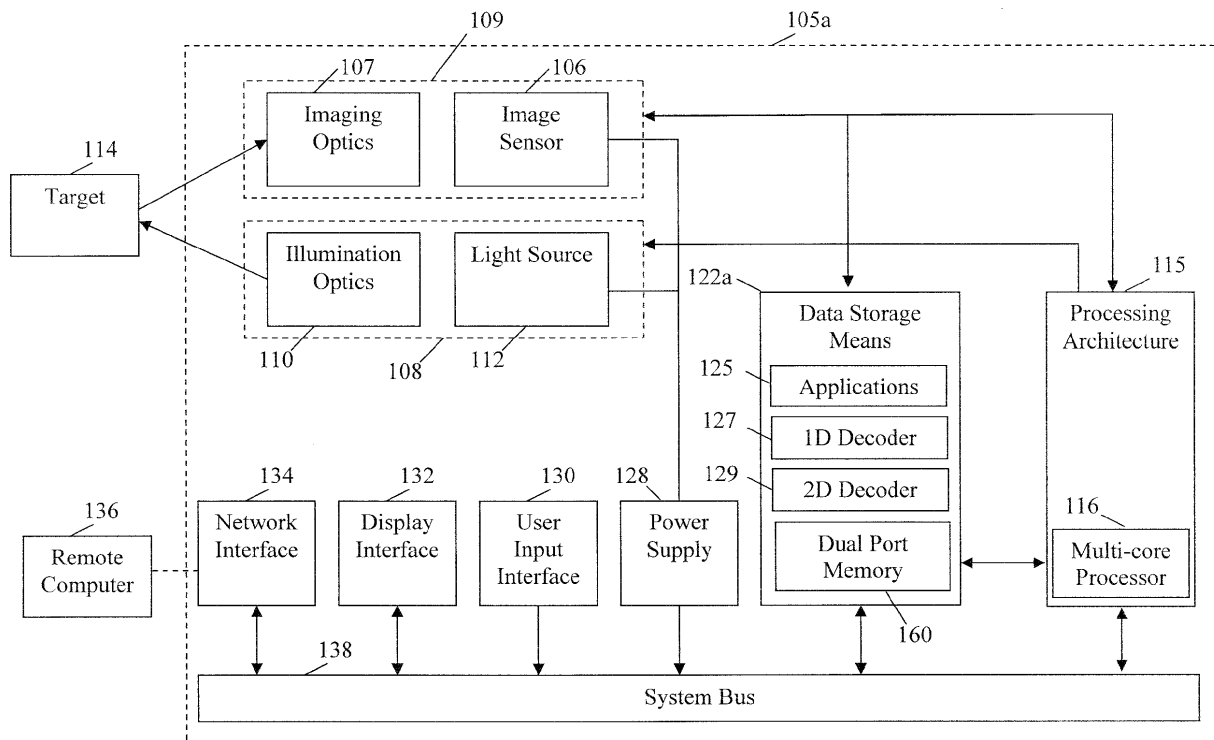 109
105a
107
106
Imaging
Optics
Image
Sensor
114
Target
Illumination
Optics
Light Source
110
108
112
122a
115
Data Storage
Means
Processing
Architecture
125
Applications
127
1D Decoder
129
2D Decoder
134
132
130
128
116
136
Network
Interface
Display
Interface
User
Input
Interface
Power
Supply
Dual Port
Memory
Multi-core
Processor
Remote
Computer
160
138
System Bus